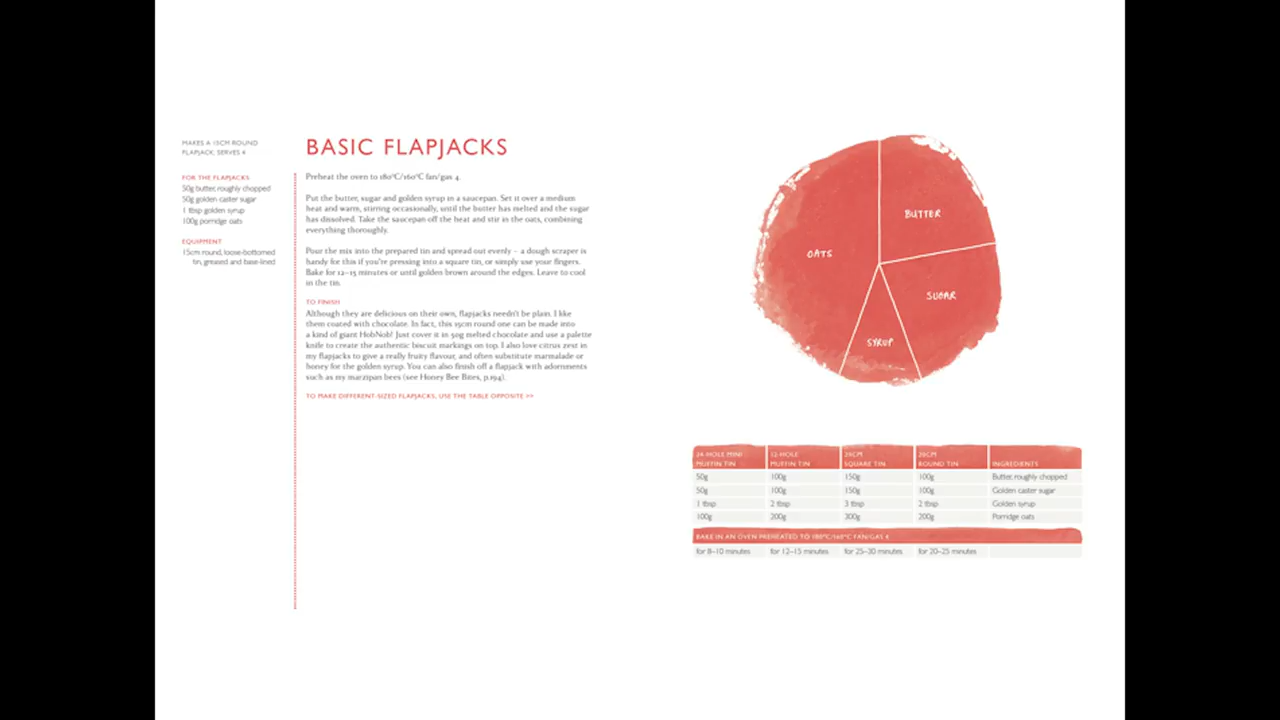 MAKES A 15CM ROUND
FLAPJACK, SERVES 4
FOR THE FLAPJACKS
50g butter, roughly chopped
50g golden caster sugar
1 tbsp golden syrup
100g porridge oats
EQUIPMENT
15cm round, loose-bottomed
tin, greased and base-lined
BASIC FLAPJACKS
Preheat the oven to 180°C/160°C fan/gas 4.
Put the butter, sugar and golden syrup in a saucepan. Set it over a medium
heat and warm, stirring occasionally, until the butter has melted and the sugar
has dissolved. Take the saucepan off the heat and stir in the oats, combining
everything thoroughly.
Pour the mix into the prepared tin and spread out evenly – a dough scraper is
handy for this if you're pressing into a square tin, or simply use your fingers.
Bake for 12–15 minutes or until golden brown around the edges. Leave to cool
in the tin.
TO FINISH
Although they are delicious on their own, flapjacks needn't be plain. I like
them coated with chocolate. In fact, this 15cm round one can be made into
a kind of giant HobNob! Just cover it in 50g melted chocolate and use a palette
knife to create the authentic biscuit markings on top. I also love citrus zest in
my flapjacks to give a really fruity flavour, and often substitute marmalade or
honey for the golden syrup. You can also finish off a flapjack with adornments
such as my marzipan bees (see Honey Bee Bites, p.194).
TO MAKE DIFFERENT-SIZED FLAPJACKS, USE THE TABLE OPPOSITE >>
BUTTER
OATS
SUGAR
SYRUP
24-HOLE MINI MUFFIN TIN 12-HOLE MUFFIN TIN 20CM SQUARE TIN 20CM ROUND TIN INGREDIENTS
50g 100g 150g 100g Butter, roughly chopped
50g 100g 150g 100g Golden caster sugar
1 tbsp 2 tbsp 3 tbsp 2 tbsp Golden syrup
100g 200g 300g 200g Porridge oats
BAKE IN AN OVEN PREHEATED TO 180°C/160°C FAN/GAS 4
for 8–10 minutes for 12–15 minutes for 25–30 minutes for 20–25 minutes